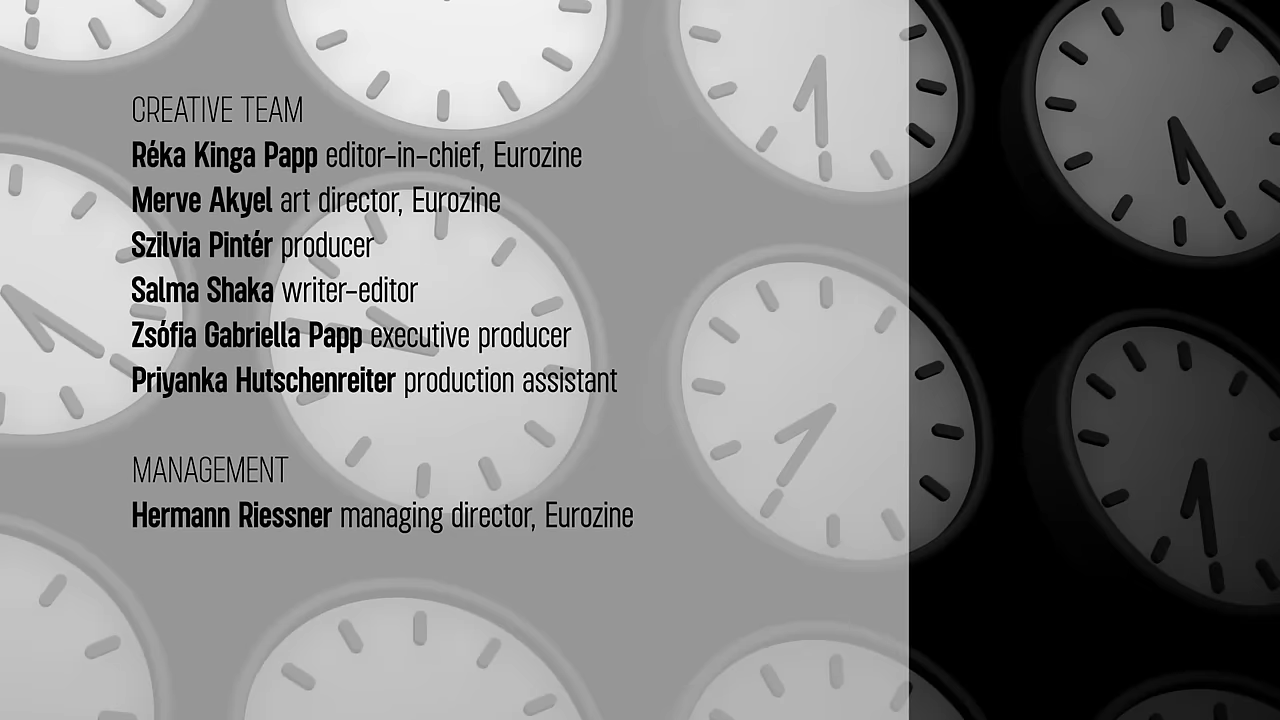 CREATIVE TEAM
Réka Kinga Papp editor-in-chief, Eurozine
Merve Akyel art director, Eurozine
Szilvia Pintér producer
Salma Shaka writer-editor
Zsófia Gabriella Papp executive producer
Priyanka Hutschenreiter production assistant
MANAGEMENT
Hermann Riessner managing director, Eurozine